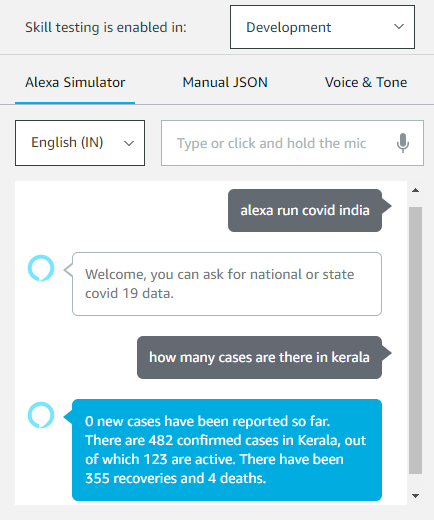 Skill testing is enabled in: Development
Alexa Simulator Manual JSON Voice & Tone
English (IN) Type or click and hold the mic
alexa run covid india
Welcome, you can ask for national or state
covid 19 data.
how many cases are there in kerala
0 new cases have been reported so far.
There are 482 confirmed cases in Kerala, out
of which 123 are active. There have been
355 recoveries and 4 deaths.